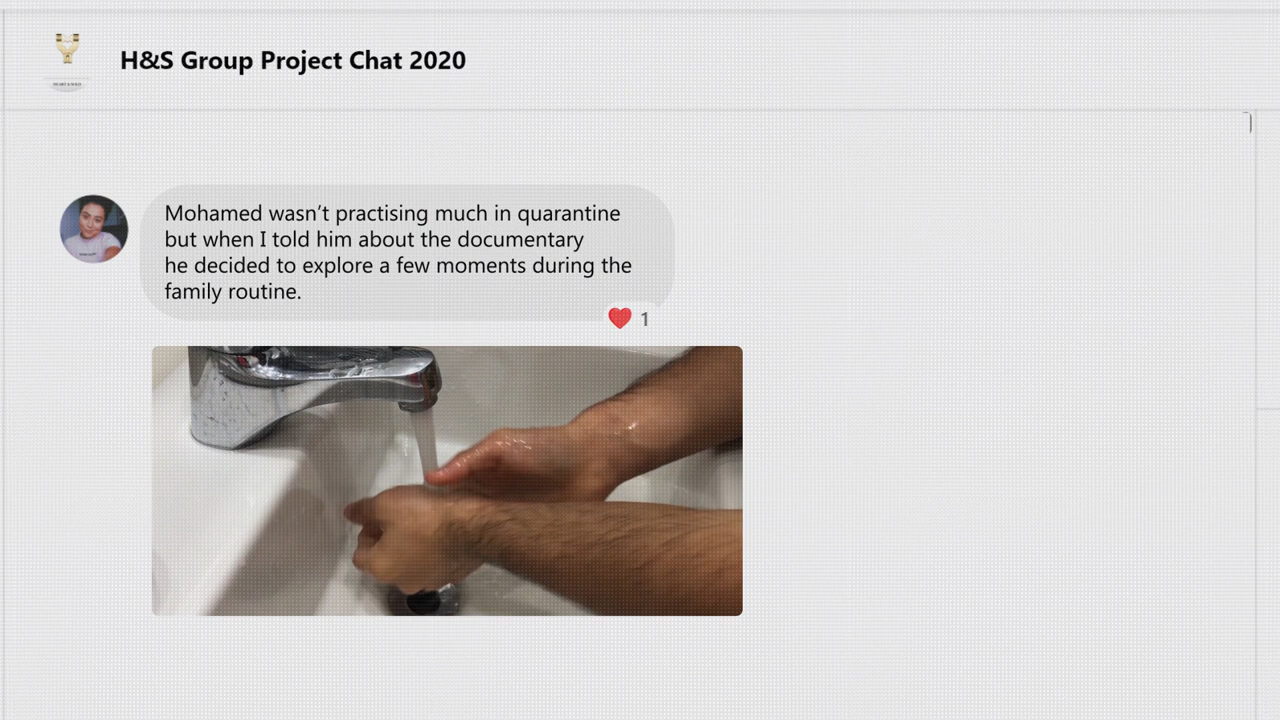 H&S Group Project Chat 2020
Mohamed wasn’t practising much in quarantine
but when I told him about the documentary
he decided to explore a few moments during the
family routine.
1